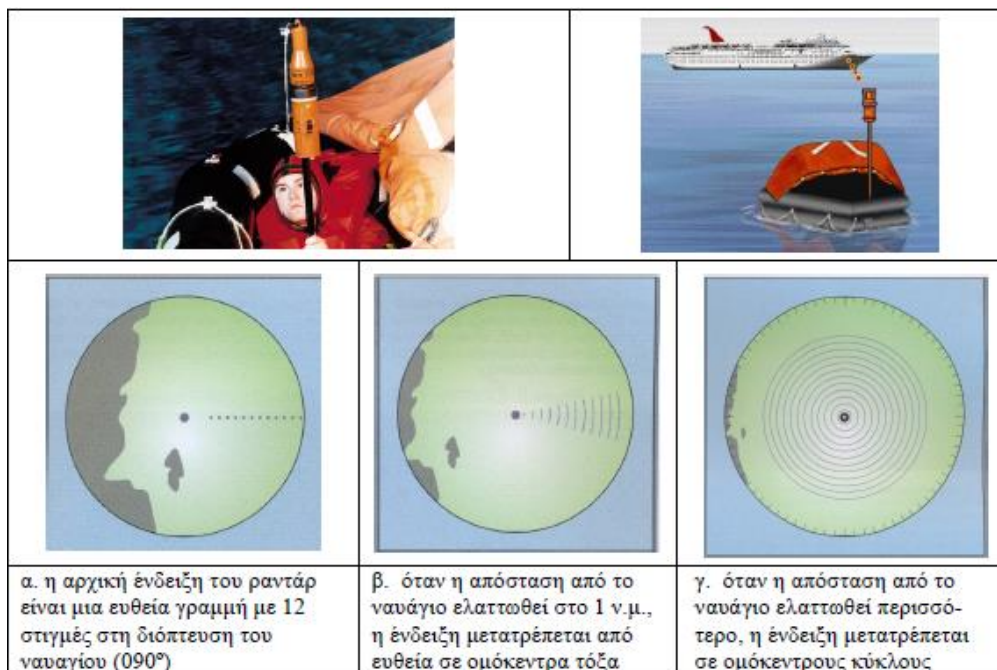 α. η αρχική ένδειξη του ραντάρ
είναι μια ευθεία γραμμή με 12
στιγμές στη διόπτευση του
ναυαγίου (090º)
β. όταν η απόσταση από το
ναυάγιο ελαττωθεί στο 1 ν.μ.,
η ένδειξη μετατρέπεται από
ευθεία σε ομόκεντρα τόξα
γ. όταν η απόσταση από το
ναυάγιο ελαττωθεί περισσό-
τερο, η ένδειξη μετατρέπεται
σε ομόκεντρους κύκλους